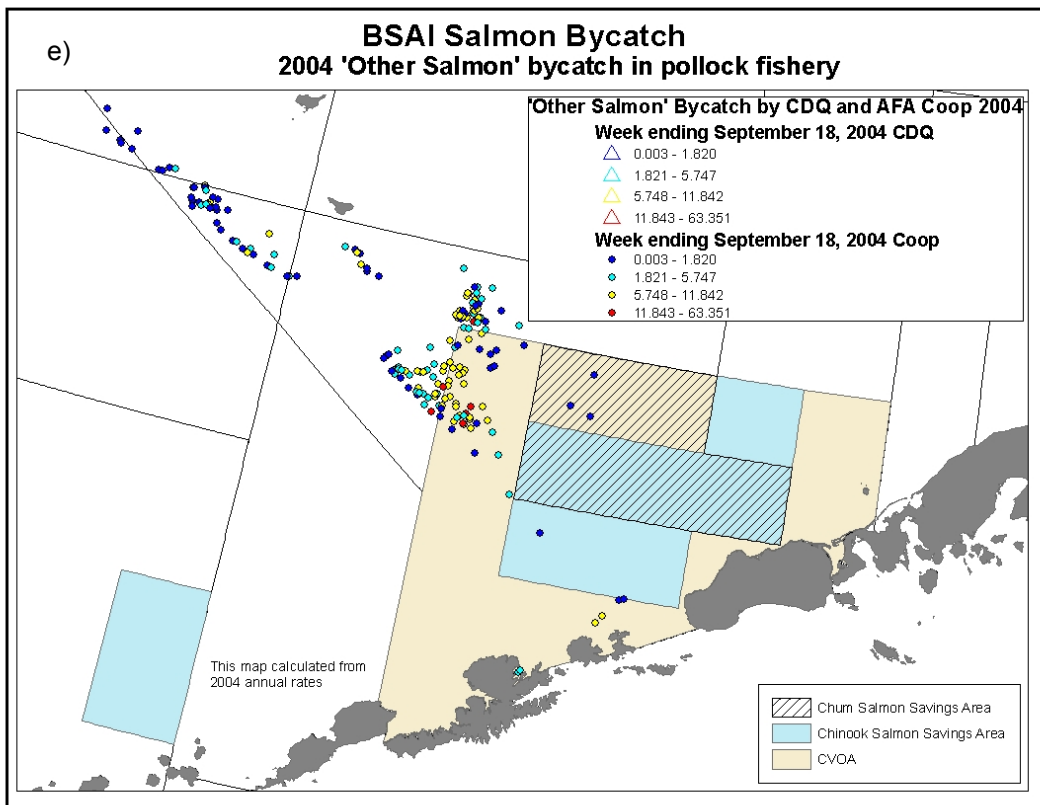 e)
BSAI Salmon Bycatch
2004 'Other Salmon' bycatch in pollock fishery
'Other Salmon' Bycatch by CDQ and AFA Coop 2004
Week ending September 18, 2004 CDQ
0.003 - 1.820
1.821 - 5.747
5.748 - 11.842
11.843 - 63.351
Week ending September 18, 2004 Coop
0.003 - 1.820
1.821 - 5.747
5.748 - 11.842
11.843 - 63.351
This map calculated from
2004 annual rates
Chum Salmon Savings Area
Chinook Salmon Savings Area
CVOA